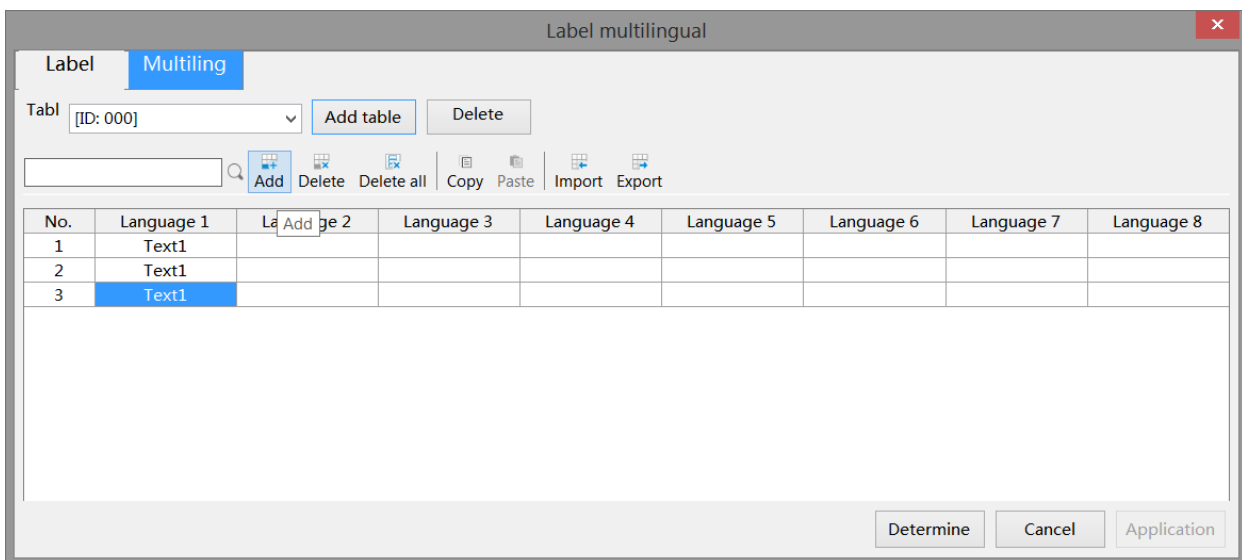 Label multilingual
Label Multiling
Tabl [ID: 000] Add table Delete
Add Delete Delete all Copy Paste Import Export
Add
No. Language 1 La ge 2 Language 3 Language 4 Language 5 Language 6 Language 7 Language 8
1 Text1
2 Text1
3 Text1
Determine Cancel Application